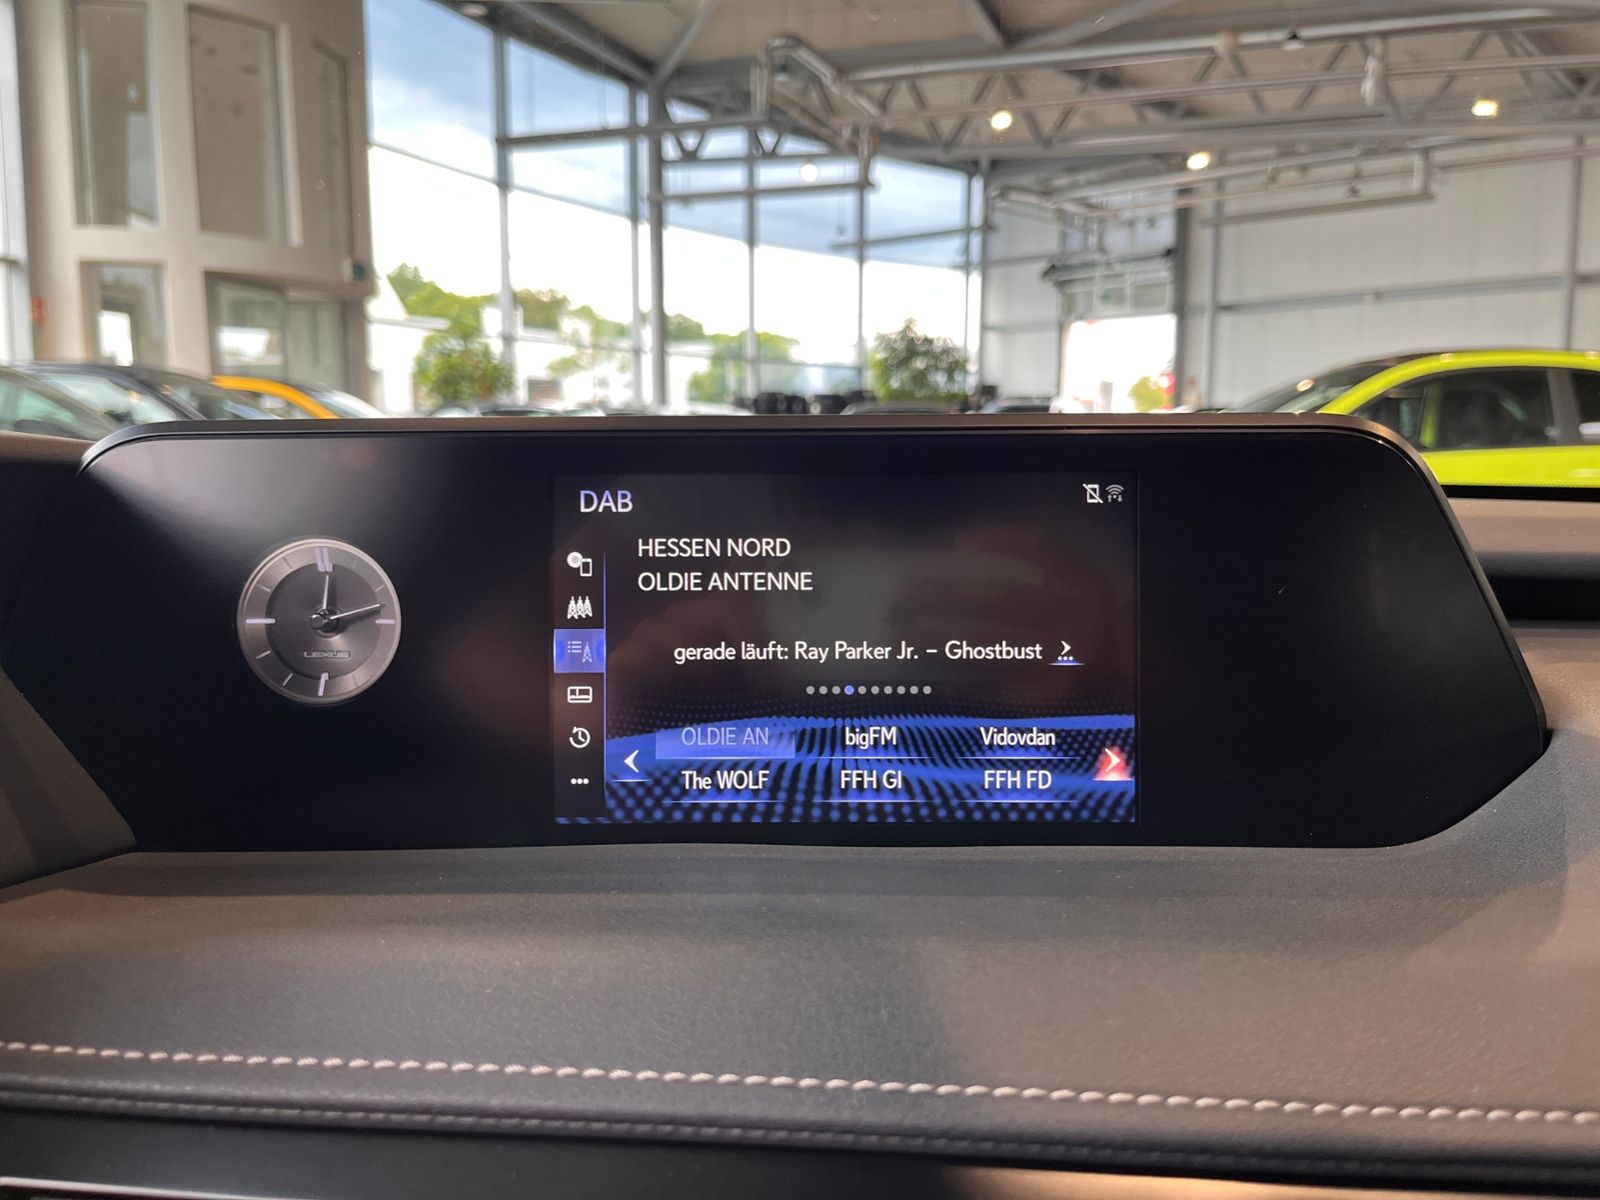 DAB
HESSEN NORD
OLDIE ANTENNE
gerade läuft: Ray Parker Jr. – Ghostbust
OLDIE AN bigFM Vidovdan
The WOLF FFH GI FFH FD
LEXUS